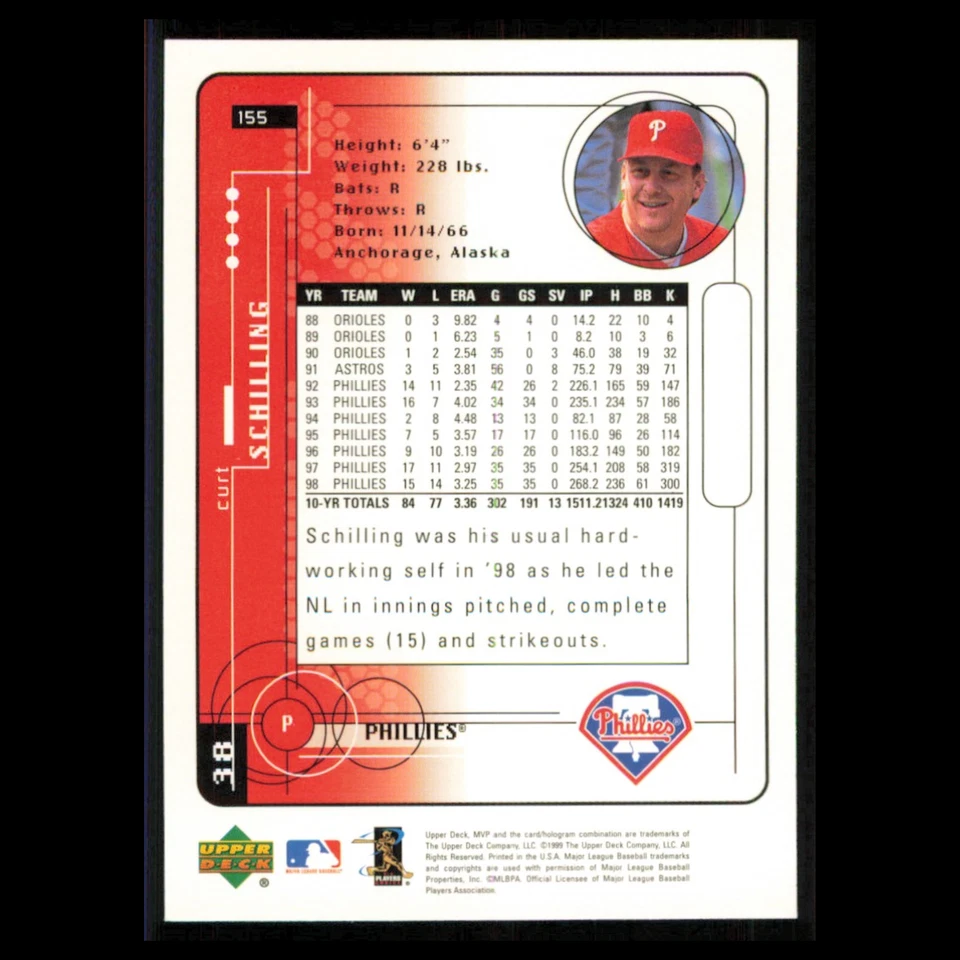 155
Height: 6'4"
Weight: 228 lbs.
Bats: R
Throws: R
Born: 11/14/66
Anchorage, Alaska
P
curt SCHILLING
YR TEAM W L ERA G GS SV IP H BB K
88 ORIOLES 0 3 9.82 4 4 0 14.2 22 10 4
89 ORIOLES 0 1 6.23 5 1 0 8.2 10 3 6
90 ORIOLES 1 2 2.54 35 0 3 46.0 38 19 32
91 ASTROS 3 5 3.81 56 0 8 75.2 79 39 71
92 PHILLIES 14 11 2.35 42 26 2 226.1 165 59 147
93 PHILLIES 16 7 4.02 34 34 0 235.1 234 57 186
94 PHILLIES 2 8 4.48 13 13 0 82.1 87 28 58
95 PHILLIES 7 5 3.57 17 17 0 116.0 96 26 114
96 PHILLIES 9 10 3.19 26 26 0 183.2 149 50 182
97 PHILLIES 17 11 2.97 35 35 0 254.1 208 58 319
98 PHILLIES 15 14 3.25 35 35 0 268.2 236 61 300
10-YR TOTALS 84 77 3.36 302 191 13 1511.2 1324 410 1419
Schilling was his usual hard-
working self in '98 as he led the
NL in innings pitched, complete
games (15) and strikeouts.
P
PHILLIES®
Phillies®
38
UPPER
DECK
®
MAJOR LEAGUE BASEBALL®
PLAYERS
CHOICE
Upper Deck, MVP and the card/hologram combination are trademarks of
The Upper Deck Company, LLC. ©1999 The Upper Deck Company, LLC. All
Rights Reserved. Printed in the U.S.A. Major League Baseball trademarks
and copyrights are used with permission of Major League Baseball
Properties, Inc. ©MLBPA. Official Licensee of Major League Baseball
Players Association.